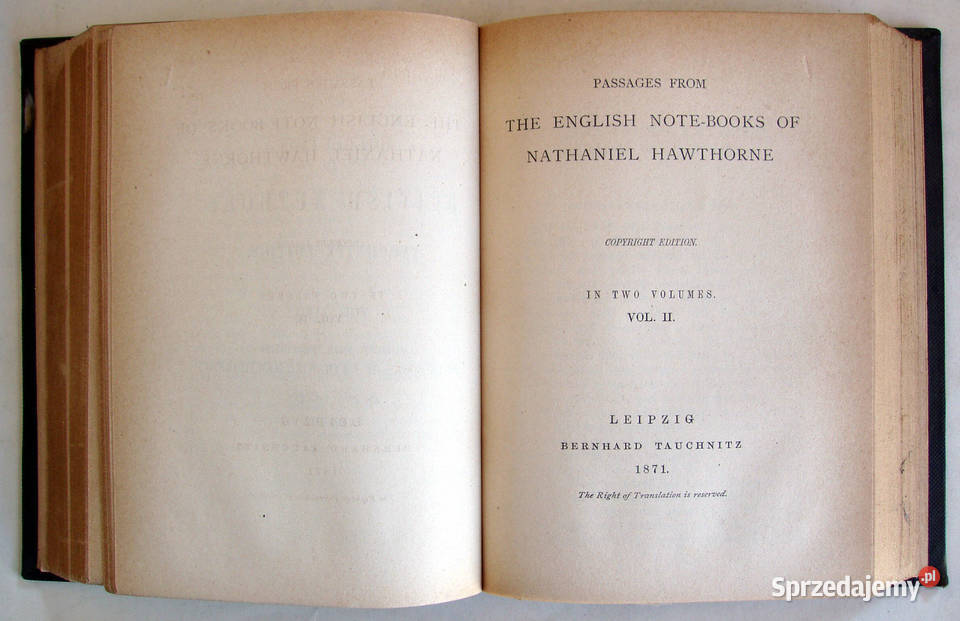 PASSAGES FROM
THE ENGLISH NOTE-BOOKS OF
NATHANIEL HAWTHORNE
COPYRIGHT EDITION.
IN TWO VOLUMES.
VOL. II.
LEIPZIG
BERNHARD TAUCHNITZ
1871.
The Right of Translation is reserved.
Sprzedajemy.pl